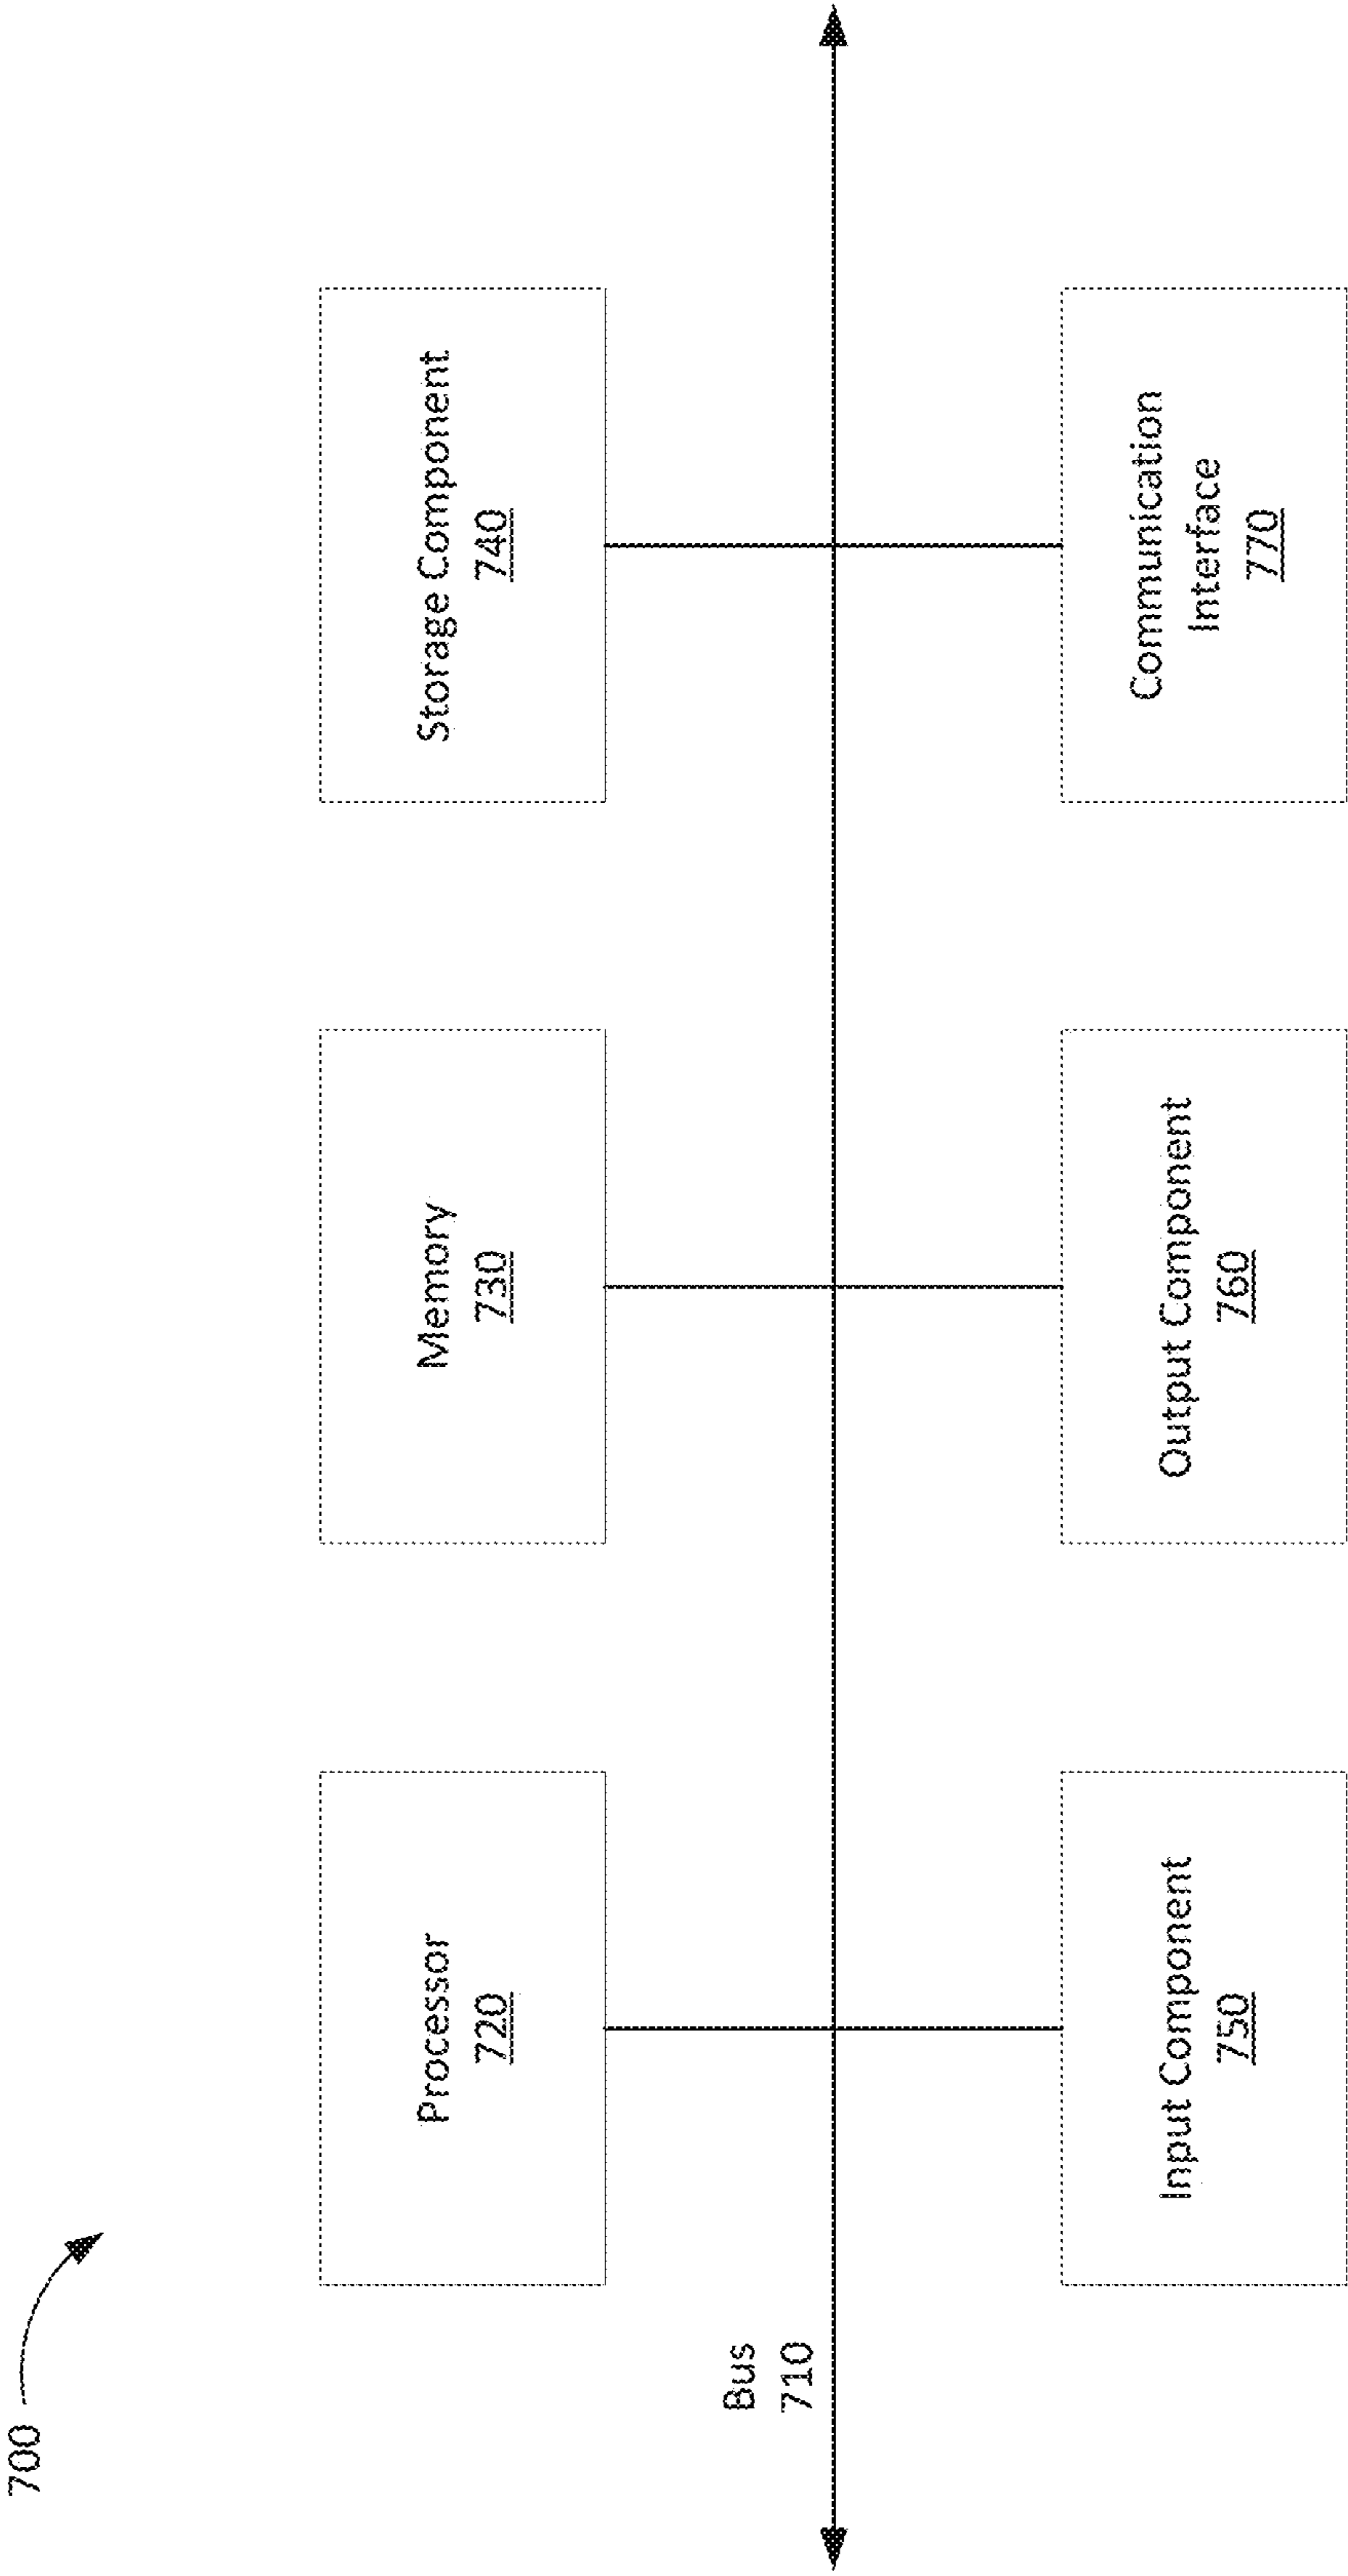 700
Processor
720
Memory
730
Storage Component
740
Bus
710
Input Component
750
Output Component
760
Communication
Interface
770